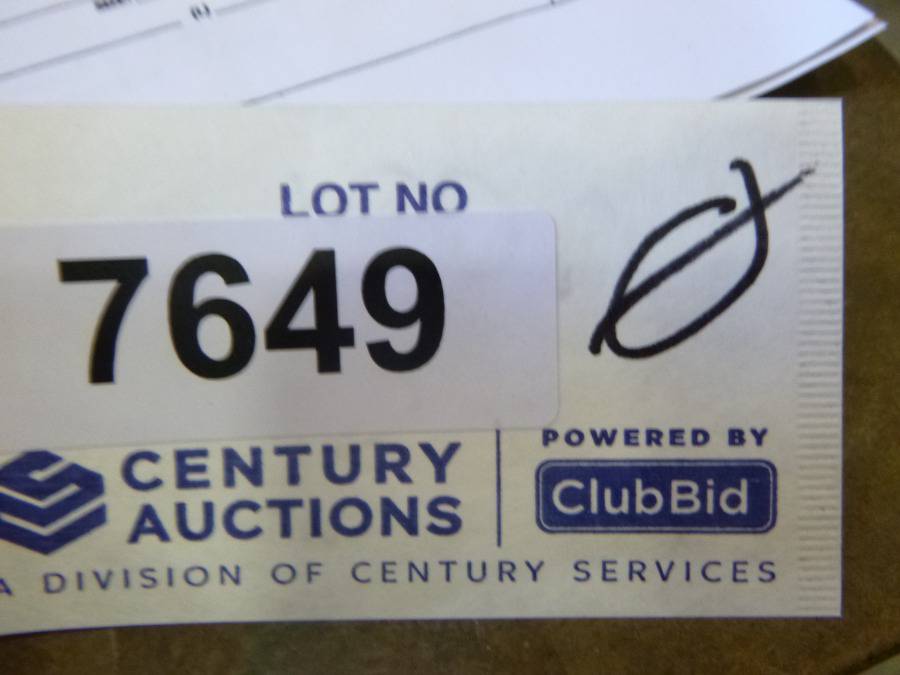 LOT NO
7649
CENTURY
AUCTIONS
POWERED BY
ClubBid
A DIVISION OF CENTURY SERVICES